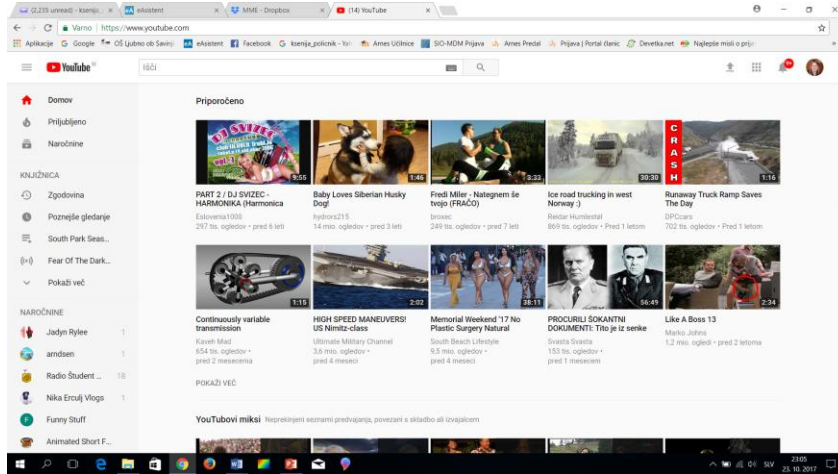 (2,235 unread) - ksenija...
eAsistent
MME - Dropbox
(14) YouTube
Varno
https://www.youtube.com
Aplikacije
Google
OŠ Ljubno ob Savinji
eAsistent
Facebook
ksenija_policnik - Yah
Arnes Učilnice
SIO-MDM Prijava
Arnes Predal
Prijava | Portal članic
Devetka.net
Najlepše misli o prija
YouTube
Išči
Domov
Priljubljeno
Naročnine
KNJIŽNICA
Zgodovina
Poznejše gledanje
South Park Seas...
Fear Of The Dark...
Pokaži več
NAROČNINE
Jadyn Rylee 1
arndsen 1
Radio Študent ... 18
Nika Erculj Vlogs 1
Funny Stuff
Animated Short F...
Priporočeno
DJ SVIZEC
9:55
PART 2 / DJ SVIZEC -
HARMONIKA (Harmonica
Eslovenia1000
297 tis. ogledov • pred 6 leti
1:46
Baby Loves Siberian Husky
Dog!
hydrors215
14 mio. ogledov • pred 3 leti
3:33
Fredi Miler - Nategnem še
tvojo (FRAČO)
broxec
249 tis. ogledov • pred 7 leti
30:30
Ice road trucking in west
Norway :)
Reidar Humlestøl
869 tis. ogledov • Pred 1 letom
CRASH
1:16
Runaway Truck Ramp Saves
The Day
DPCcars
702 tis. ogledov • Pred 1 letom
1:15
Continuously variable
transmission
Kaveh Mad
654 tis. ogledov •
pred 2 mesecema
2:02
HIGH SPEED MANEUVERS!
US Nimitz-class
Ultimate Military Channel
3,6 mio. ogledov •
pred 4 meseci
38:11
Memorial Weekend '17 No
Plastic Surgery Natural
South Beach Lifestyle
9,5 mio. ogledov •
pred 4 meseci
56:49
PROCURILI ŠOKANTNI
DOKUMENTI: Tito je iz senke
Svasta Svasta
153 tis. ogledov •
pred 1 mesecem
2:34
Like A Boss 13
Marko Johns
1,2 mio. ogledi • pred 2 letoma
POKAŽI VEČ
YouTubovi miksi Neprekinjeni seznami predvajanja, povezani s skladbo ali izvajalcem
SLV
23:05
23. 10. 2017